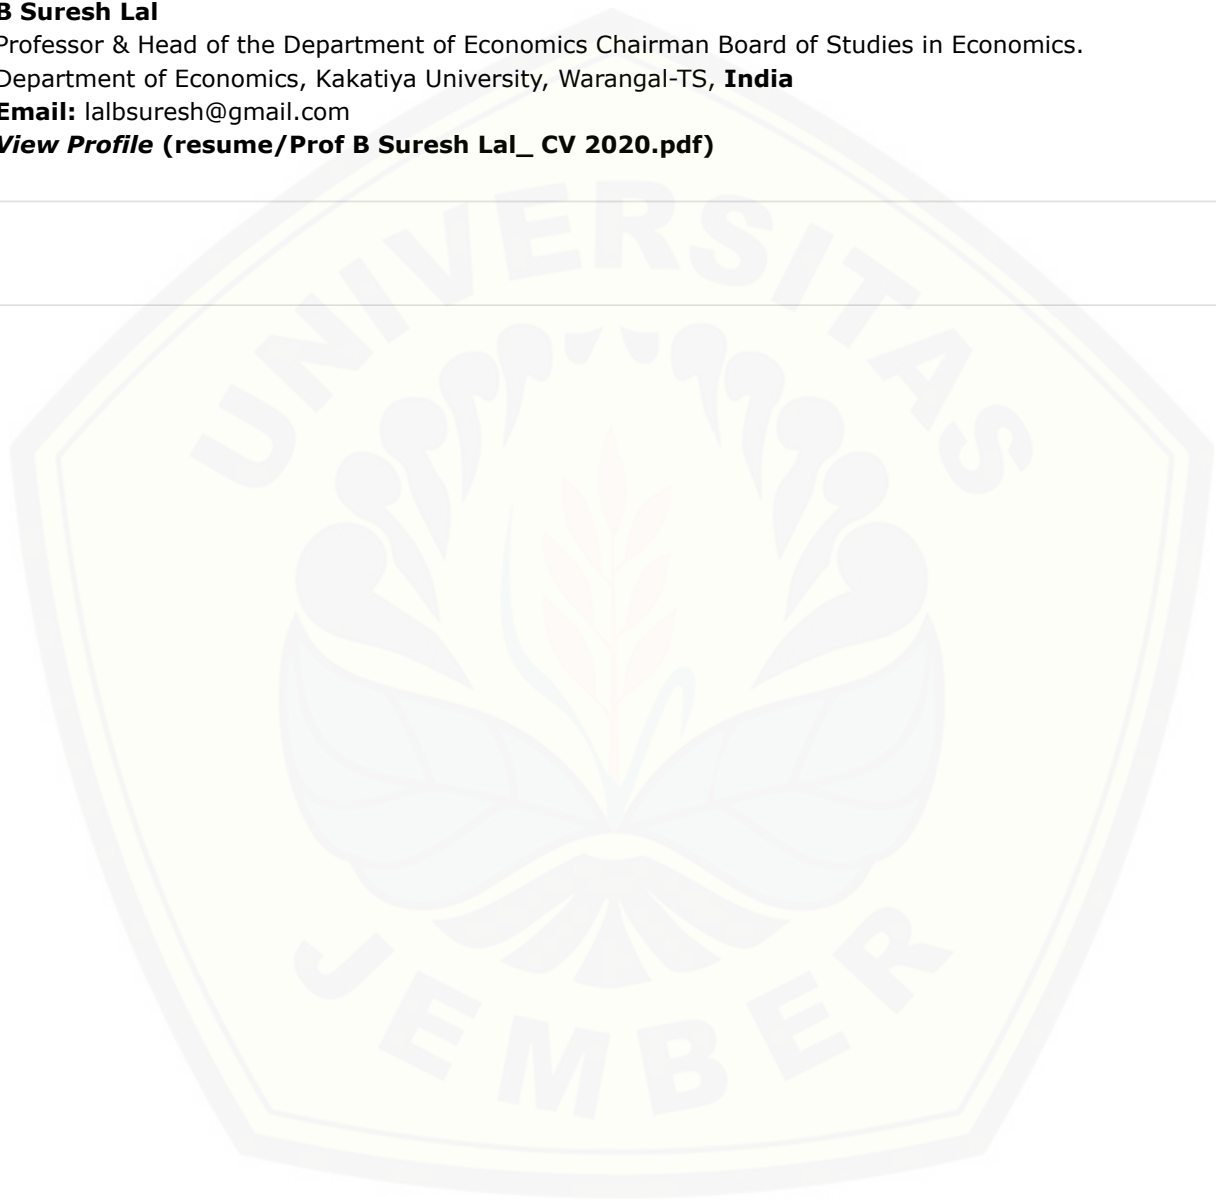 B Suresh Lal
Professor & Head of the Department of Economics Chairman Board of Studies in Economics.
Department of Economics, Kakatiya University, Warangal-TS, India
Email: lalbsuresh@gmail.com
View Profile (resume/Prof B Suresh Lal_ CV 2020.pdf)
UNIVERSITAS
JEMBER